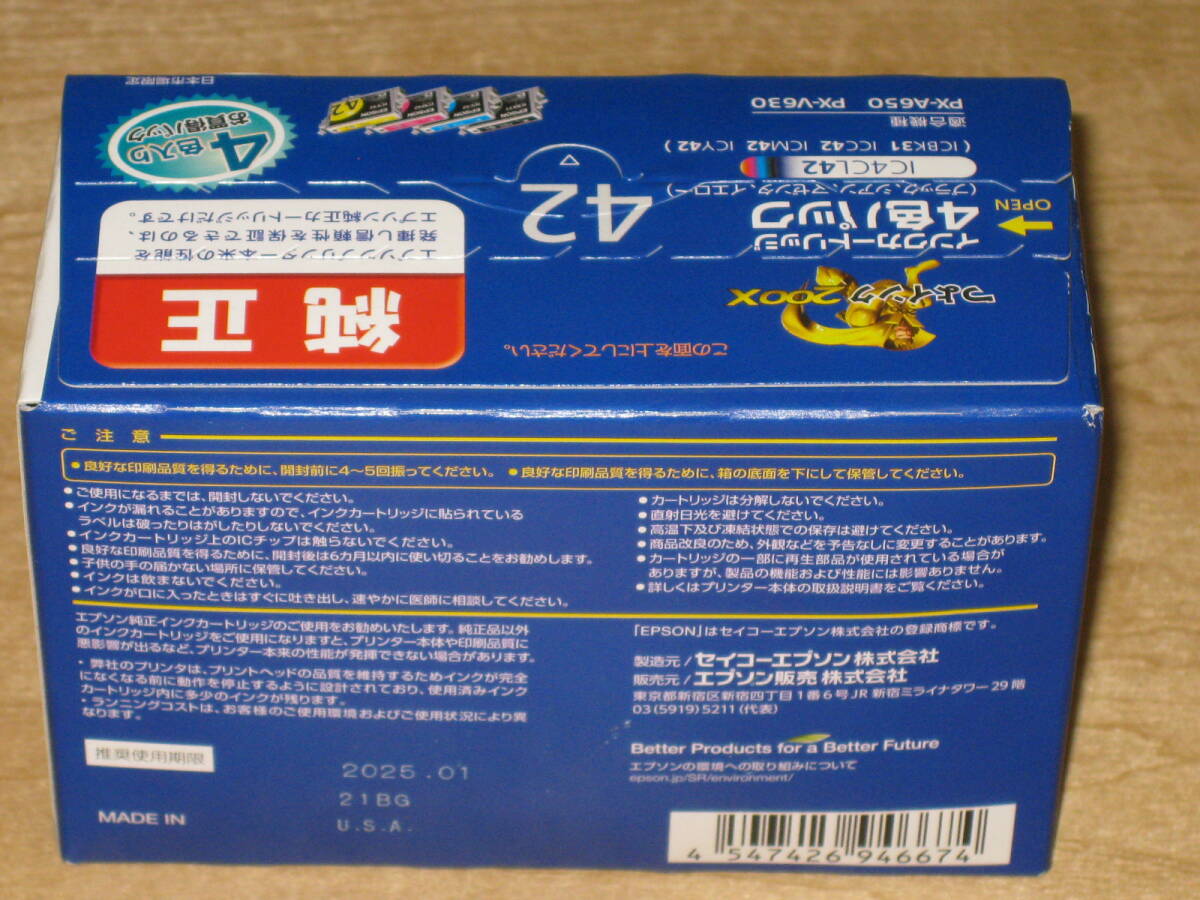 日本市場限定
4色入り
お買得パック
42
適合機種
PX-A650 PX-V630
IC4CL42
( ICBK31 ICC42 ICM42 ICY42 )
OPEN
インクカートリッジ
4色パック
(ブラック、シアン、マゼンタ、イエロー)
42
エプソンプリンター本来の性能を
発揮し信頼性を保証できるのは、
エプソン純正カートリッジだけです。
純正
つよインク200X
この面を上にしてください。
ご注意
●良好な印刷品質を得るために、開封前に4〜5回振ってください。 ●良好な印刷品質を得るために、箱の底面を下にして保管してください。
●ご使用になるまでは、開封しないでください。
●インクが漏れることがありますので、インクカートリッジに貼られている
ラベルは破ったりはがしたりしないでください。
●インクカートリッジ上のICチップは触らないでください。
●良好な印刷品質を得るために、開封後は6カ月以内に使い切ることをお勧めします。
●子供の手の届かない場所に保管してください。
●インクは飲まないでください。
●インクが口に入ったときはすぐに吐き出し、速やかに医師に相談してください。
●カートリッジは分解しないでください。
●直射日光を避けてください。
●高温下及び凍結状態での保存は避けてください。
●商品改良のため、外観などを予告なしに変更することがあります。
●カートリッジの一部に再生部品が使用されている場合が
ありますが、製品の機能および性能には影響ありません。
●詳しくはプリンター本体の取扱説明書をご覧ください。
エプソン純正インクカートリッジのご使用をお勧めいたします。純正品以外
のインクカートリッジをご使用になりますと、プリンター本体や印刷品質に
悪影響が出るなど、プリンター本来の性能が発揮できない場合があります。
・弊社のプリンタは、プリントヘッドの品質を維持するためインクが完全
になくなる前に動作を停止するように設計されており、使用済みインク
カートリッジ内に多少のインクが残ります。
・ランニングコストは、お客様のご使用環境およびご使用状況により異
なります。
「EPSON」はセイコーエプソン株式会社の登録商標です。
製造元/セイコーエプソン株式会社
販売元/エプソン販売 株式会社
東京都新宿区新宿四丁目1番6号JR新宿ミライナタワー29階
03(5919)5211(代表)
Better Products for a Better Future
エプソンの環境への取り組みについて
epson.jp/SR/environment/
推奨使用期限
2025.01
21BG
MADE IN
U.S.A.
4 547426 946674